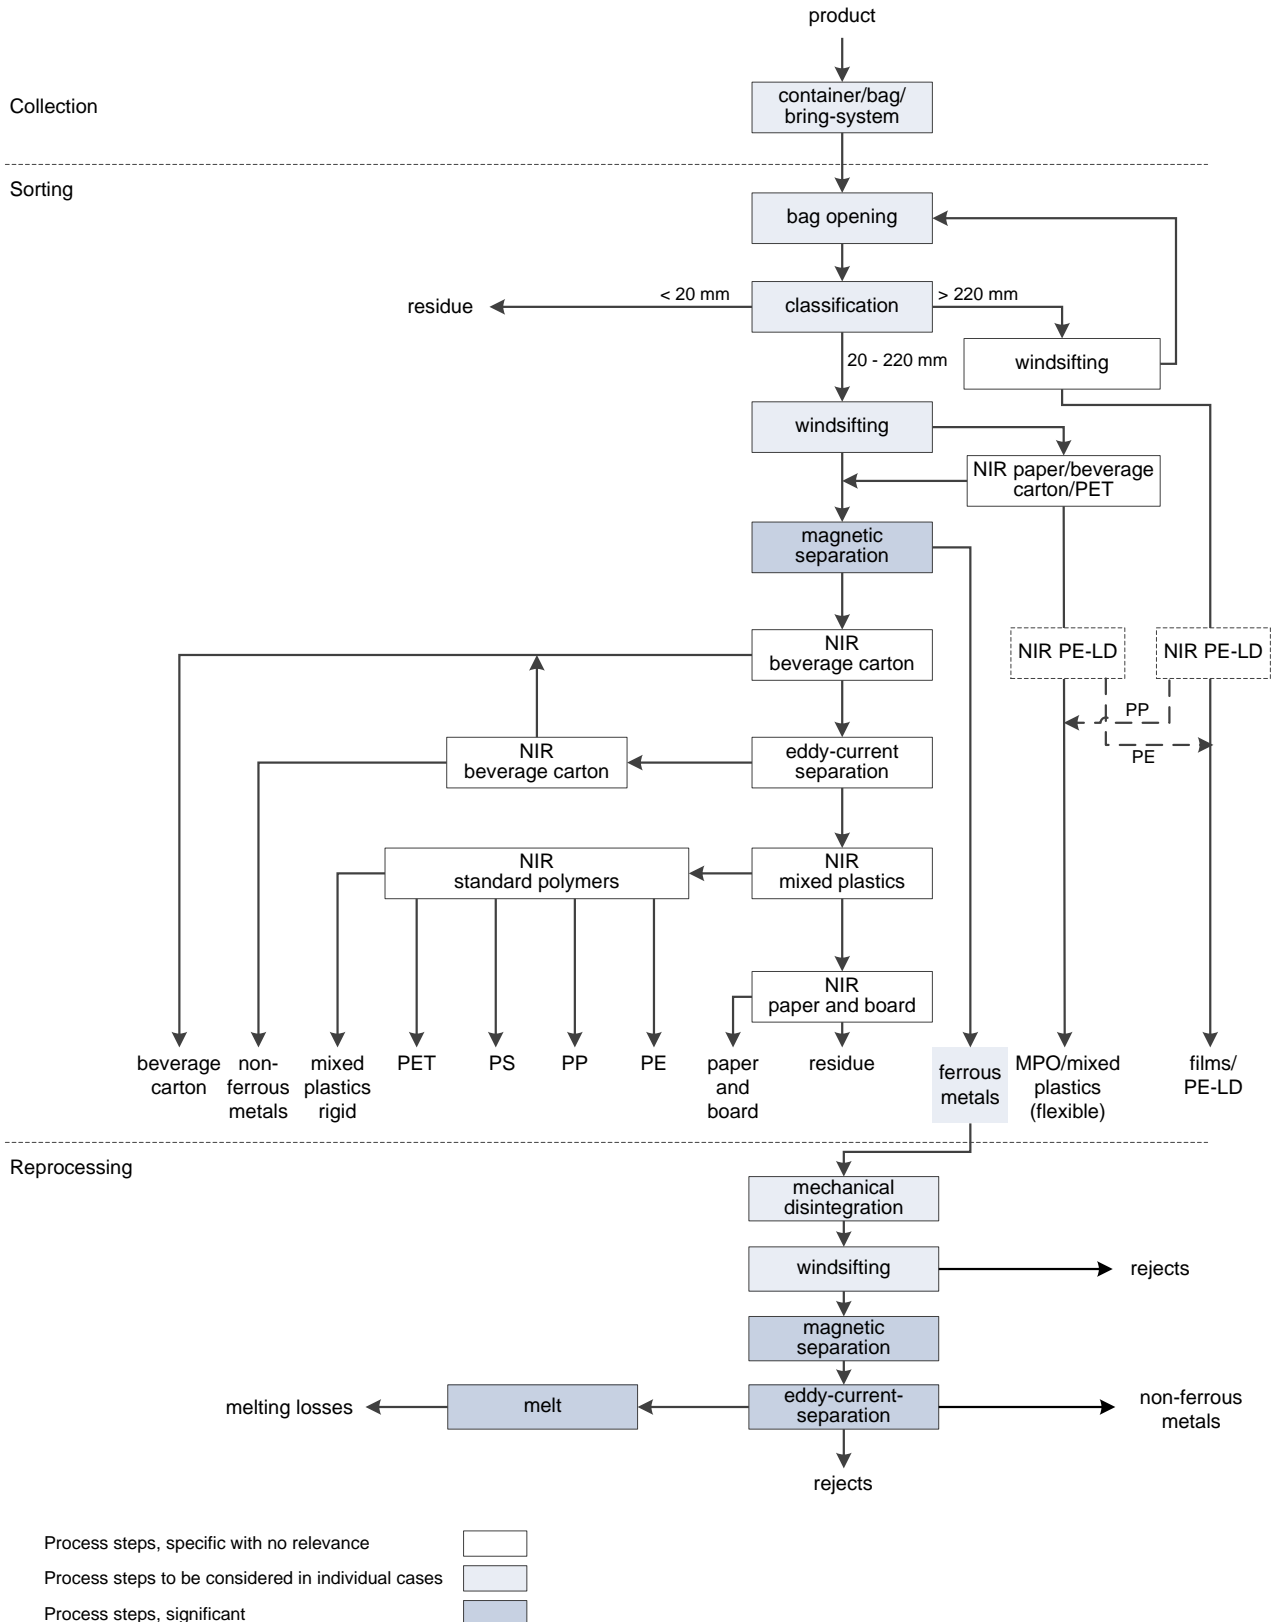 product
Collection
container/bag/
bring-system
Sorting
bag opening
< 20 mm
classification
> 220 mm
residue
20 - 220 mm
windsifting
windsifting
NIR paper/beverage
carton/PET
magnetic
separation
NIR
beverage carton
NIR PE-LD
NIR PE-LD
PP
PE
NIR
beverage carton
eddy-current
separation
NIR
standard polymers
NIR
mixed plastics
NIR
paper and board
beverage
carton
non-
ferrous
metals
mixed
plastics
rigid
PET
PS
PP
PE
paper
and
board
residue
ferrous
metals
MPO/mixed
plastics
(flexible)
films/
PE-LD
Reprocessing
mechanical
disintegration
windsifting
rejects
magnetic
separation
melting losses
melt
eddy-current-
separation
non-ferrous
metals
rejects
Process steps, specific with no relevance
Process steps to be considered in individual cases
Process steps, significant